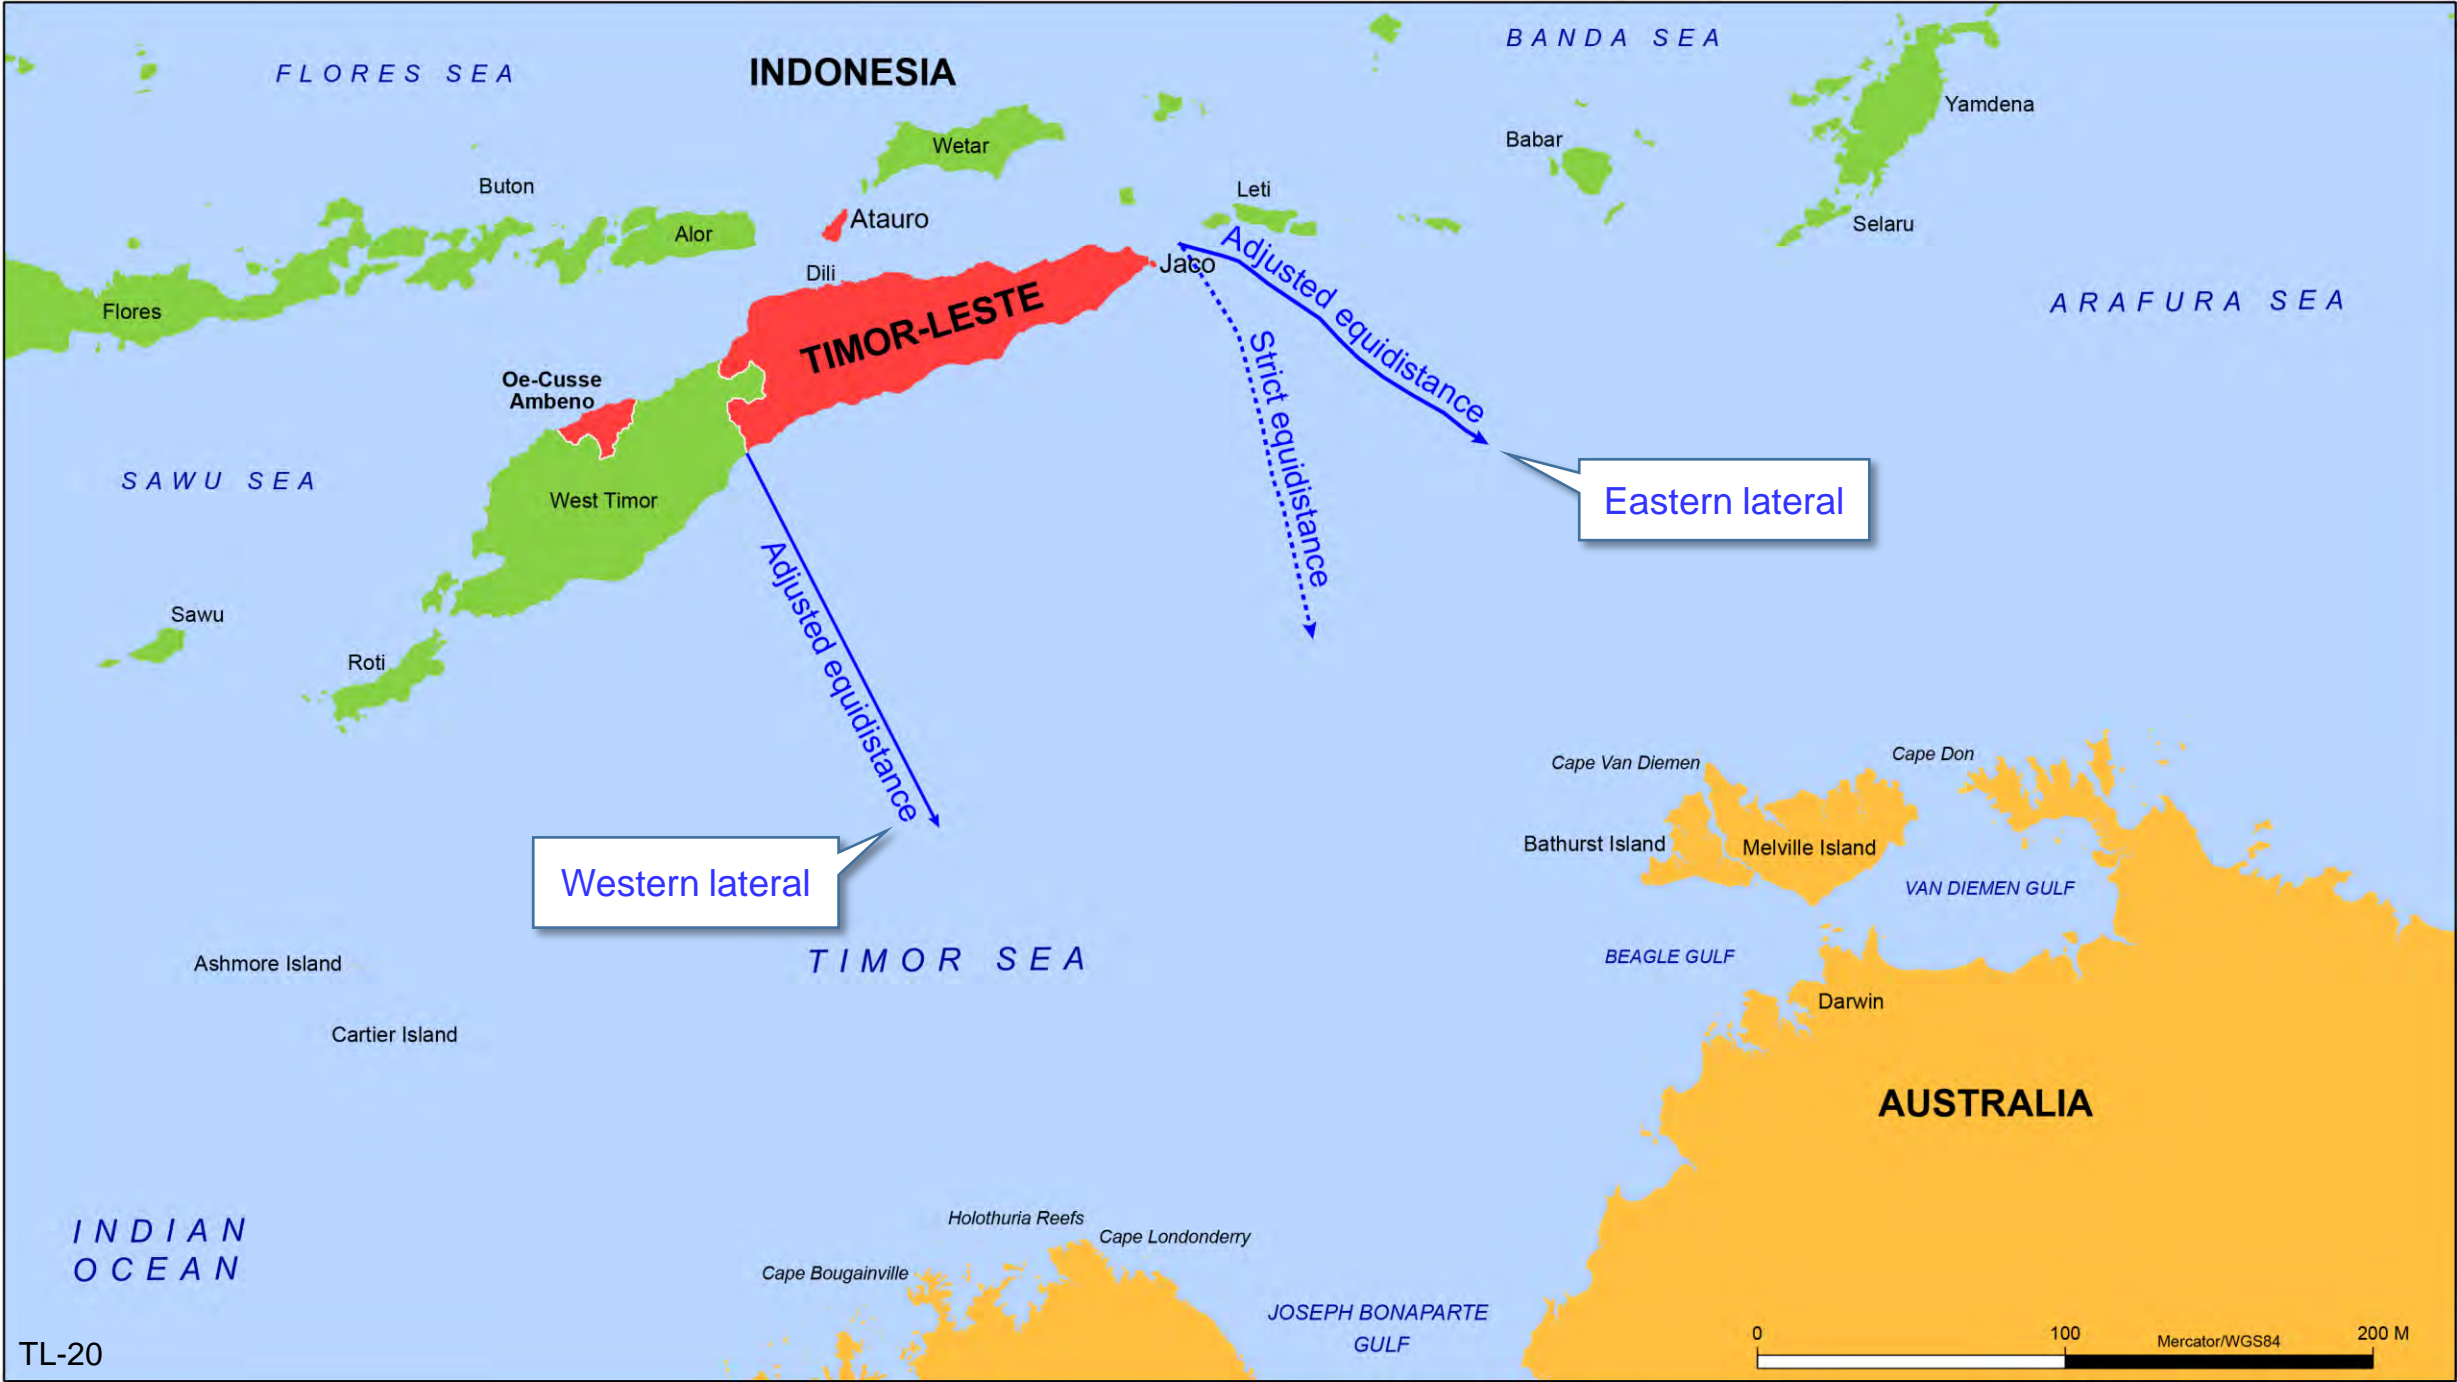 BANDA SEA
FLORES SEA
INDONESIA
Yamdena
Babar
Wetar
Buton
Leti
Atauro
Selaru
Alor
Adjusted equidistance
Jaco
Dili
Flores
TIMOR-LESTE
ARAFURA SEA
Strict equidistance
Oe-Cusse
Ambeno
SAWU SEA
West Timor
Eastern lateral
Adjusted equidistance
Sawu
Roti
Cape Van Diemen
Cape Don
Bathurst Island
Melville Island
Western lateral
VAN DIEMEN GULF
TIMOR SEA
BEAGLE GULF
Ashmore Island
Darwin
Cartier Island
AUSTRALIA
INDIAN
OCEAN
Holothuria Reefs
Cape Londonderry
Cape Bougainville
JOSEPH BONAPARTE
GULF
0 100 200 M
Mercator/WGS84
TL-20